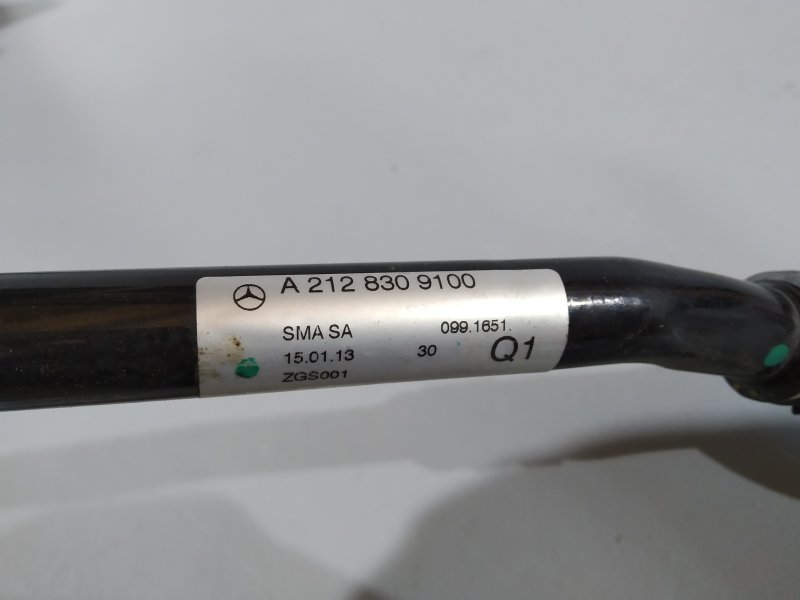 A 212 830 9100
SMA SA 099.1651.
15.01.13 30 Q1
ZGS001